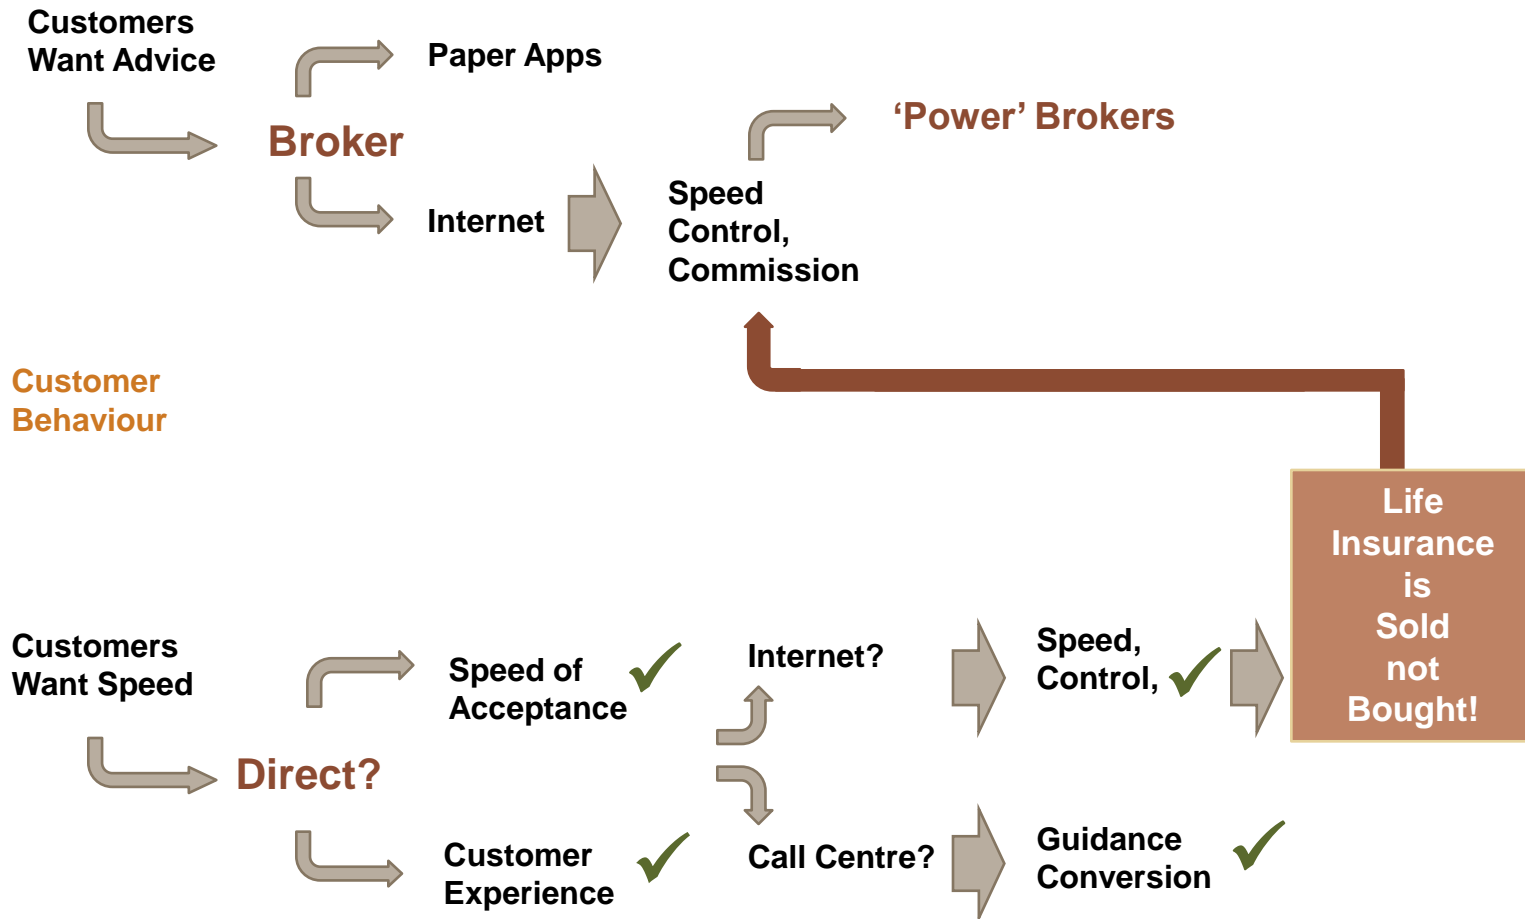 Customers
Want Advice
Paper Apps
Broker
Internet
Speed
Control,
Commission
‘Power’ Brokers
Customer
Behaviour
Customers
Want Speed
Direct?
Speed of
Acceptance
Customer
Experience
Internet?
Call Centre?
Speed,
Control,
Guidance
Conversion
Life
Insurance
is
Sold
not
Bought!